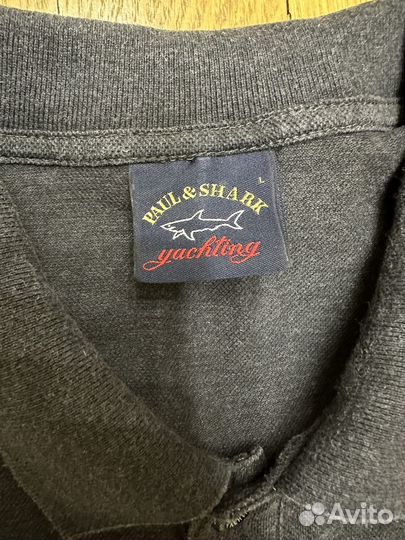 L
PAUL & SHARK
yachting
Avito